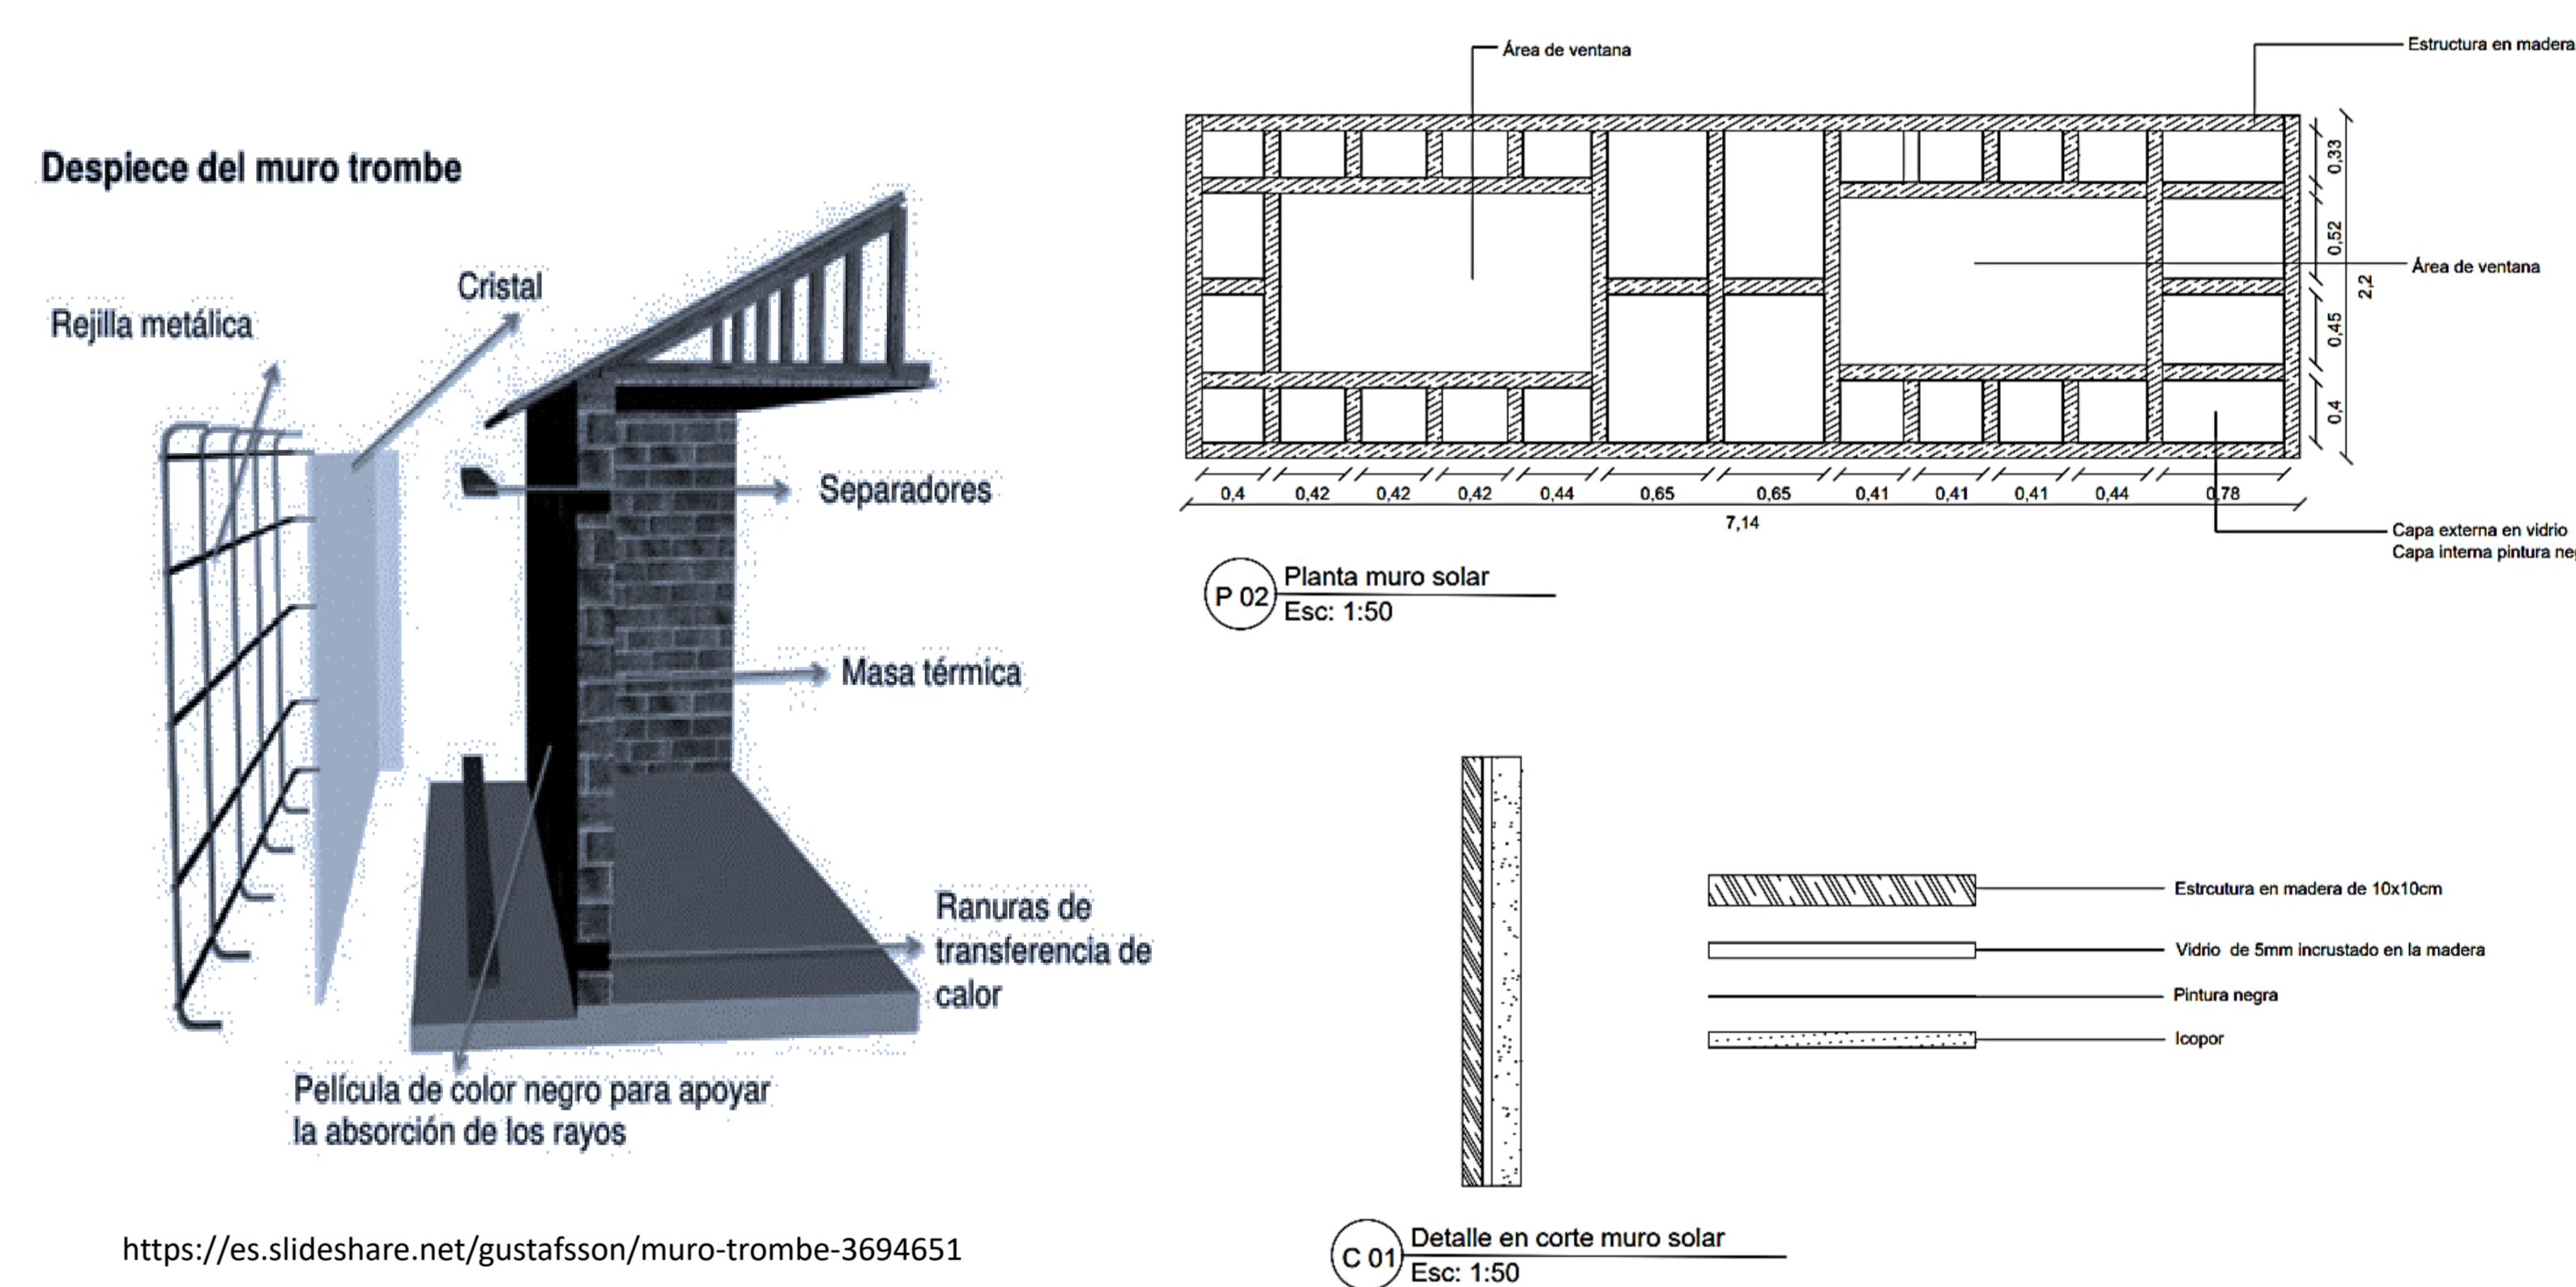 Despiece del muro trombe
Cristal
Rejilla metálica
Separadores
Masa térmica
Ranuras de
transferencia de
calor
Película de color negro para apoyar
la absorción de los rayos
https://es.slideshare.net/gustafsson/muro-trombe-3694651
Área de ventana
Estructura en madera
0,33
0,52
2,2
Área de ventana
0,45
0,4
0,4 0,42 0,42 0,42 0,44 0,65 0,65 0,41 0,41 0,41 0,44 0,78
7,14
Capa externa en vidrio
Capa interna pintura
P 02
Planta muro solar
Esc: 1:50
Estrcutura en madera de 10x10cm
Vidrio de 5mm incrustado en la madera
Pintura negra
Icopor
C 01
Detalle en corte muro solar
Esc: 1:50